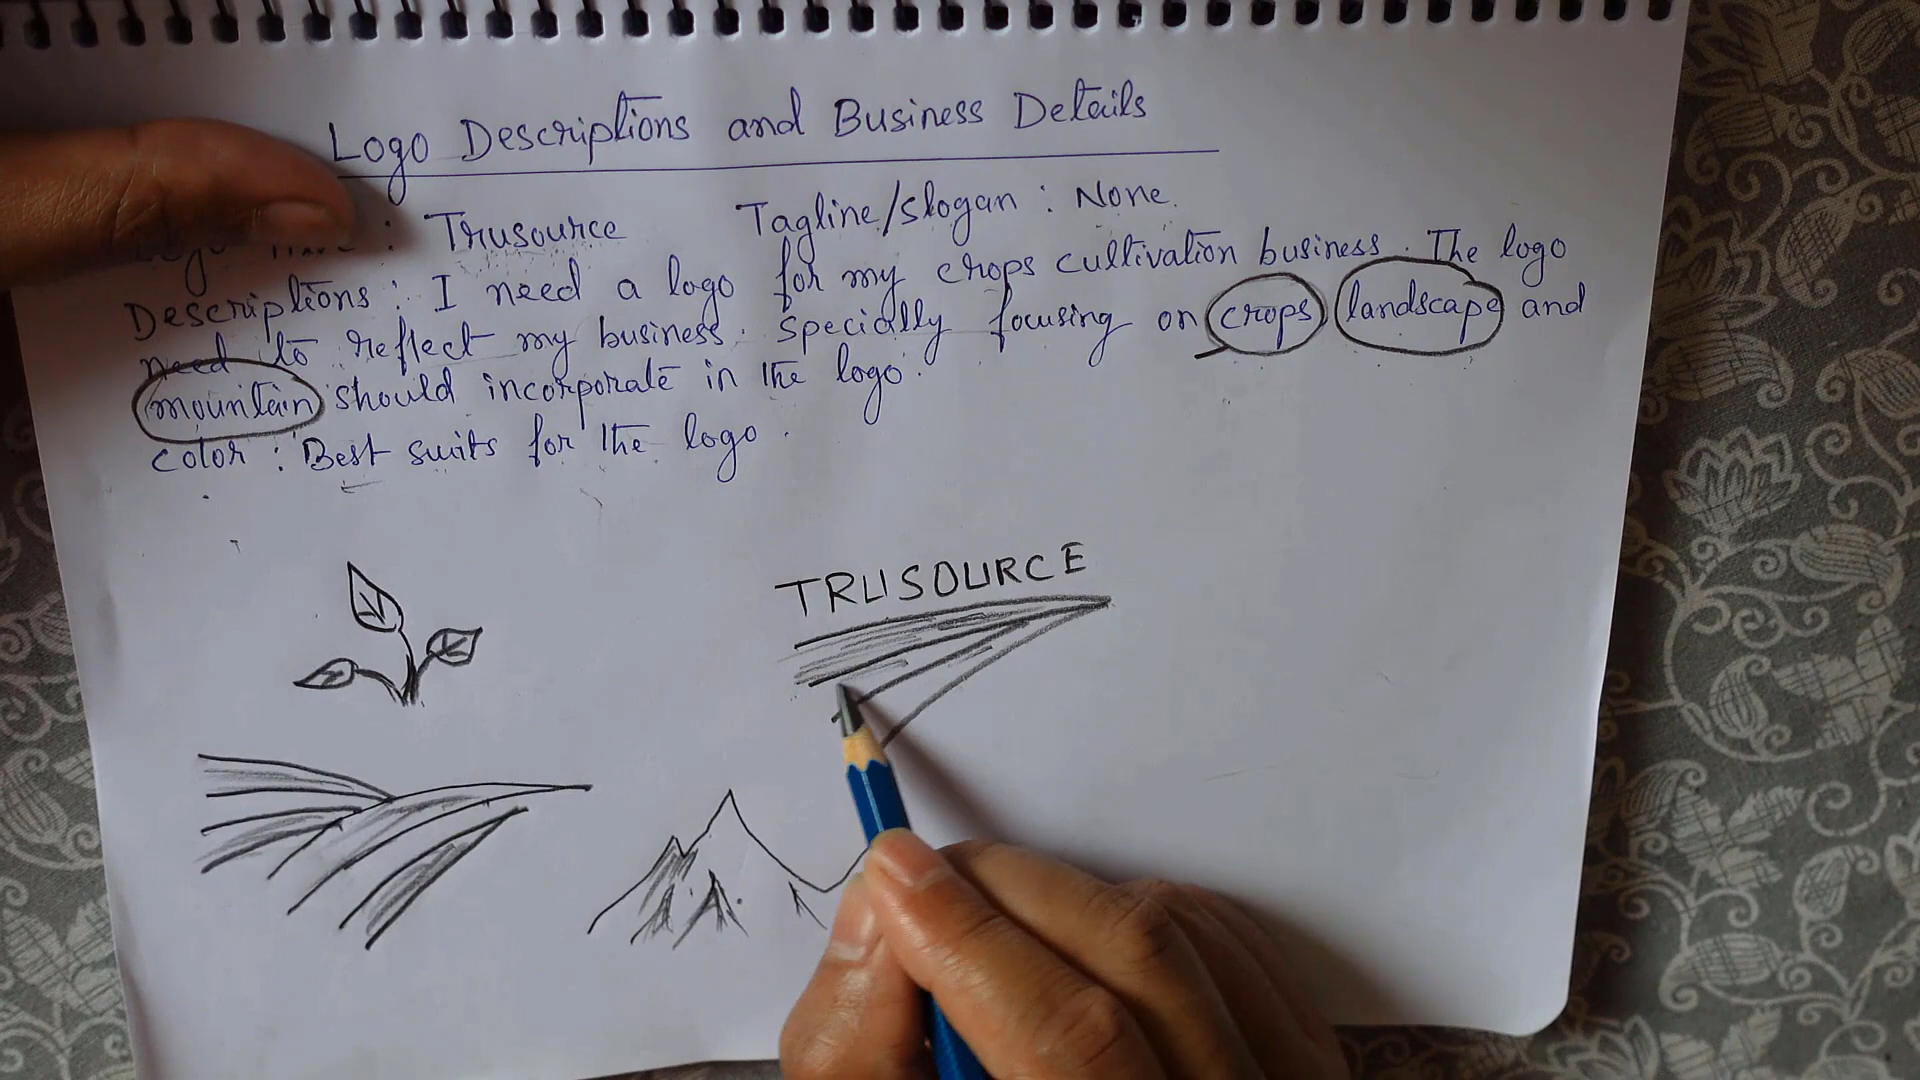 Logo Descriptions and Business Details
: Trusource Tagline/slogan : None.
Descriptions : I need a logo for my crops cultivation business. The logo
need to reflect my business. specially focusing on crops landscape and
mountain should incorporate in the logo.
color : Best suits for the logo.
TRUSOURCE